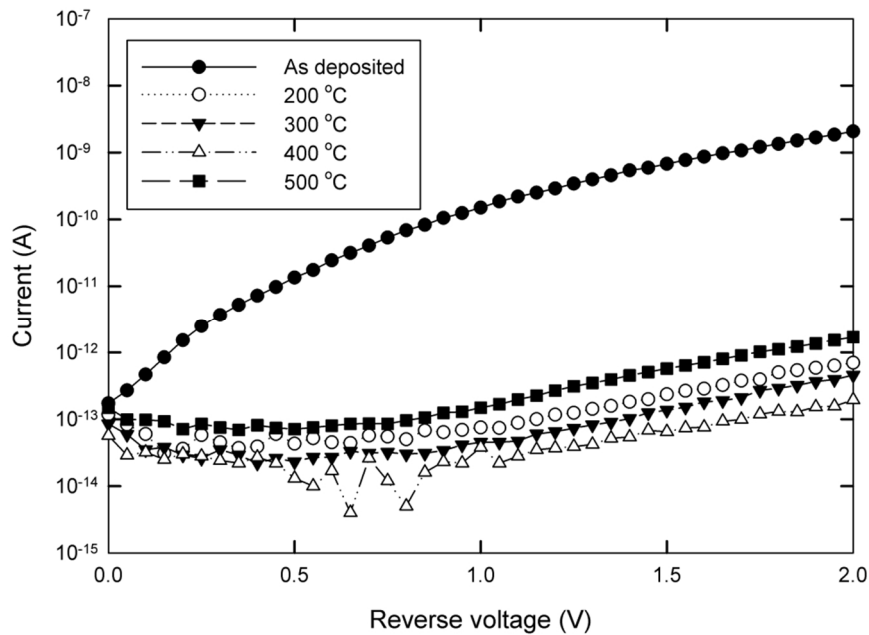 10⁻⁷
As deposited
10⁻⁸
200 °C
300 °C
400 °C
10⁻⁹
500 °C
10⁻¹⁰
Current (A)
10⁻¹¹
10⁻¹²
10⁻¹³
10⁻¹⁴
10⁻¹⁵
0.0 0.5 1.0 1.5 2.0
Reverse voltage (V)